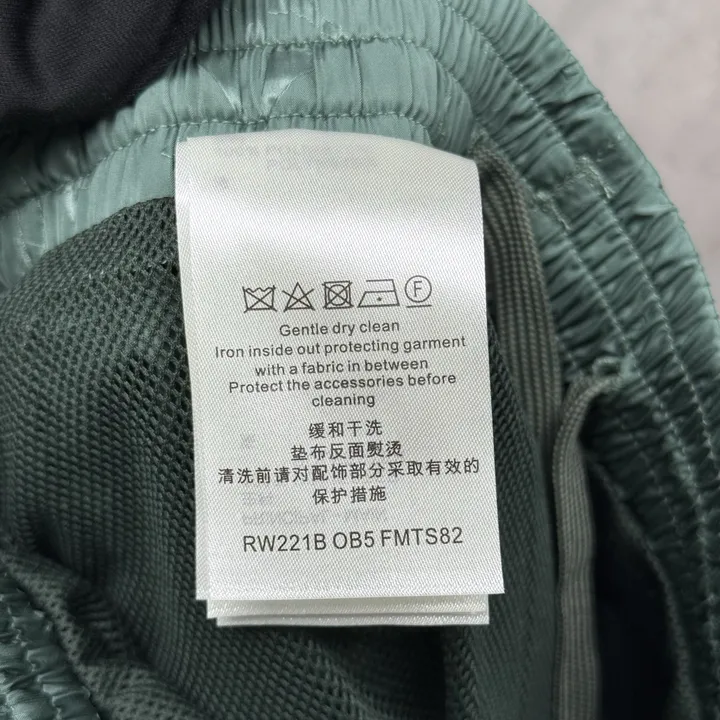 F
Gentle dry clean
Iron inside out protecting garment
with a fabric in between
Protect the accessories before
cleaning
缓和干洗
垫布反面熨烫
清洗前请对配饰部分采取有效的
保护措施
RW221B OB5 FMTS82